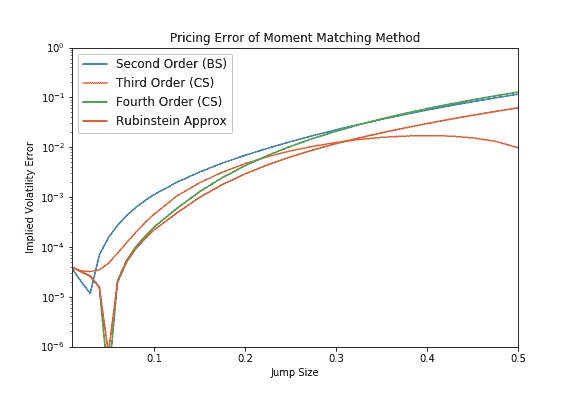 Pricing Error of Moment Matching Method
Second Order (BS)
Third Order (CS)
Fourth Order (CS)
Rubinstein Approx
Implied Volatility Error
10^0
10^-1
10^-2
10^-3
10^-4
10^-5
10^-6
0.1 0.2 0.3 0.4 0.5
Jump Size